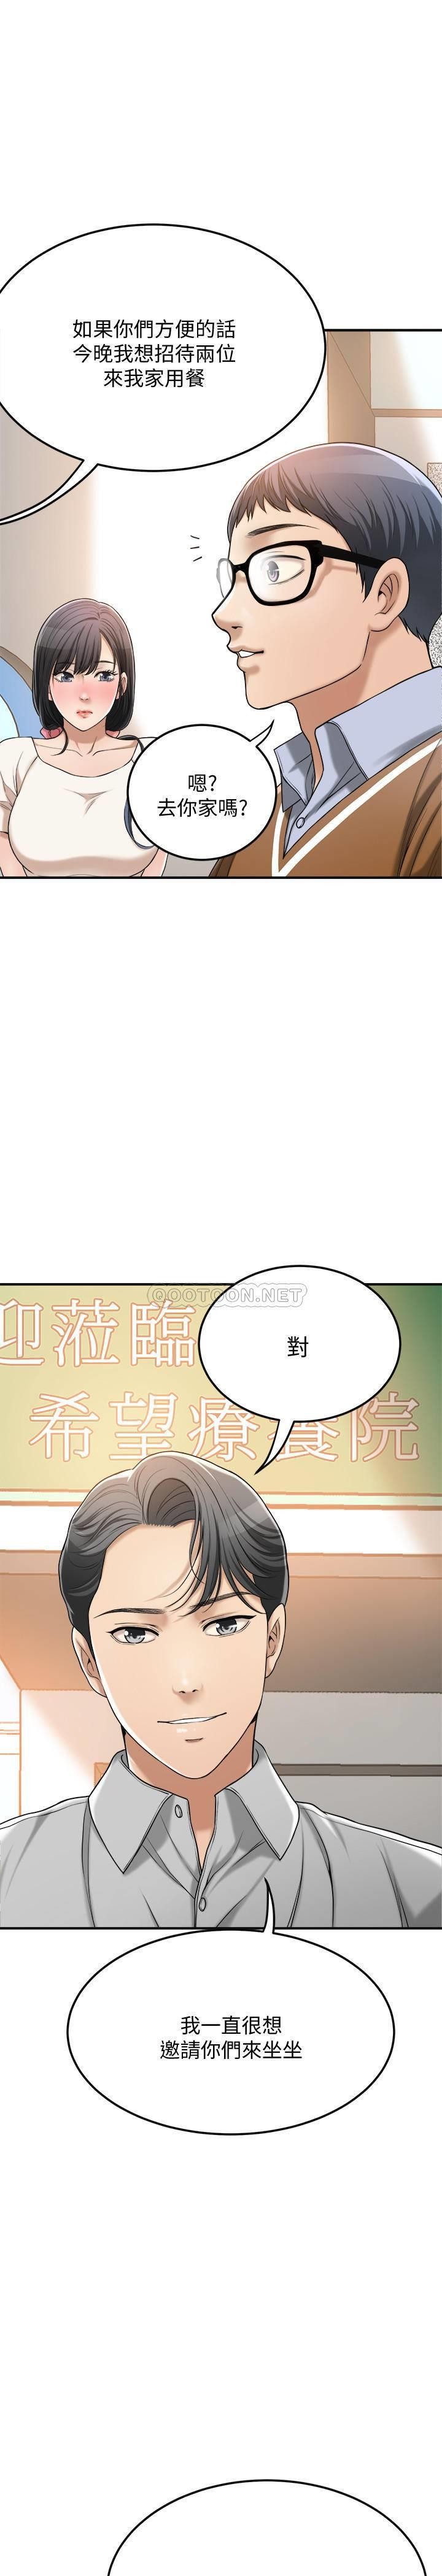 如果你們方便的話
今晚我想招待兩位
來我家用餐
嗯?
去你家嗎?
QOOTOON.NET
迎蒞臨
對
希望療養院
我一直很想
邀請你們來坐坐